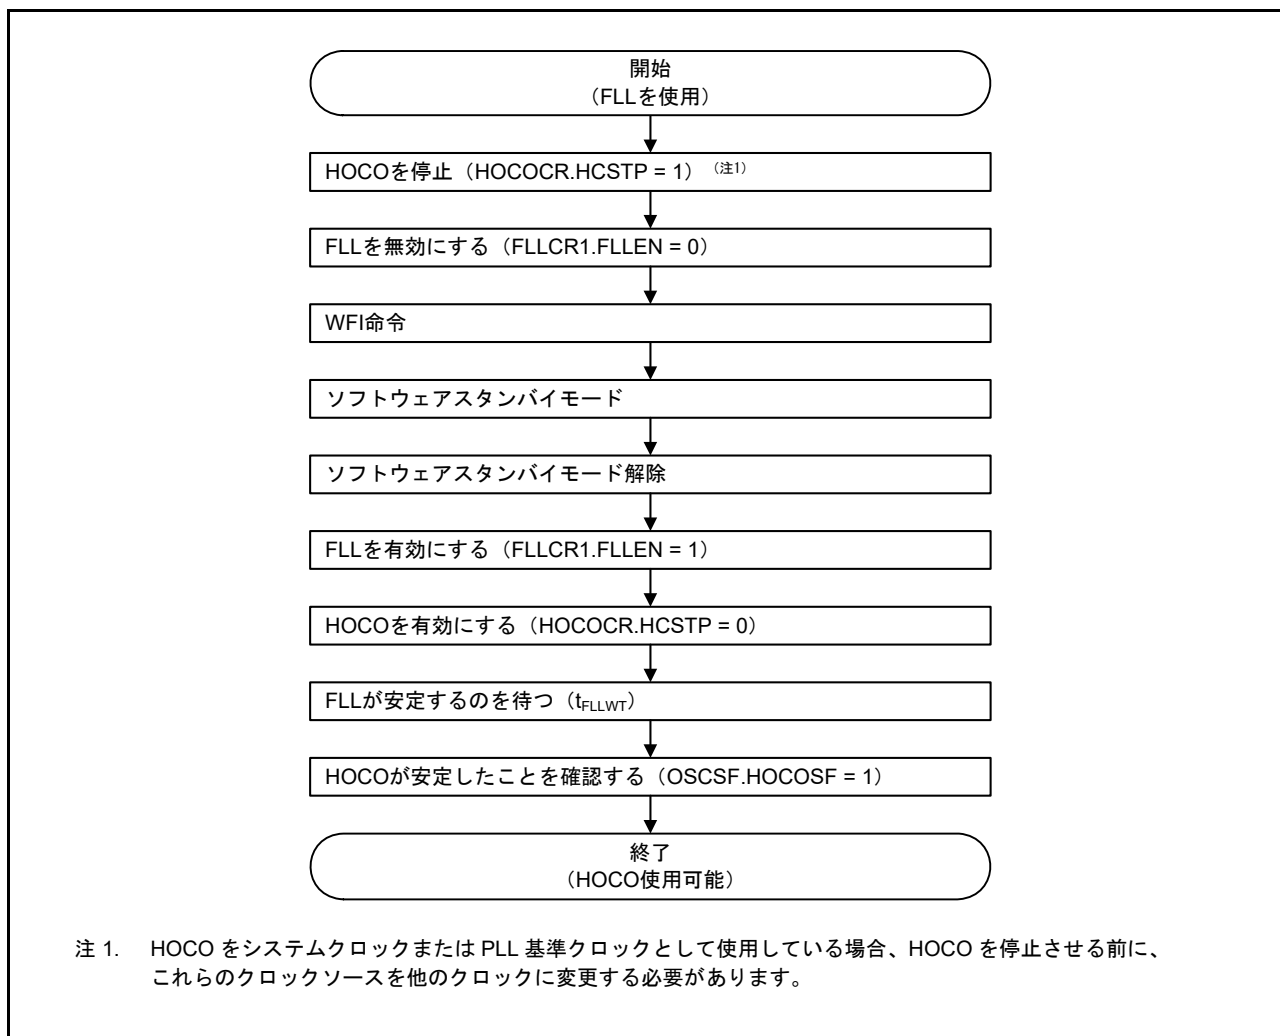 開始
（FLLを使用）
HOCOを停止（HOCOCR.HCSTP = 1）（注1）
FLLを無効にする（FLLCR1.FLLEN = 0）
WFI命令
ソフトウェアスタンバイモード
ソフトウェアスタンバイモード解除
FLLを有効にする（FLLCR1.FLLEN = 1）
HOCOを有効にする（HOCOCR.HCSTP = 0）
FLLが安定するのを待つ（tFLLWT）
HOCOが安定したことを確認する（OSCSF.HOCOSF = 1）
終了
（HOCO使用可能）
注 1. HOCO をシステムクロックまたは PLL 基準クロックとして使用している場合、HOCO を停止させる前に、
これらのクロックソースを他のクロックに変更する必要があります。